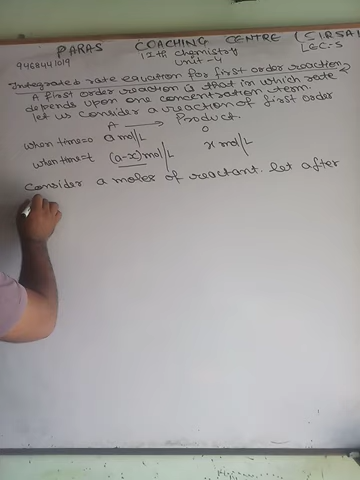 PARAS COACHING CENTRE (SIRSA)
9468441019 12th Chemistry LEC:5
Unit-4
Integrated rate equation for first order reaction
A first order reaction is that in which rate
depends upon one concentration term.
let us consider a reaction of first order
A → Product
when time=0 a mol/L 0
when time=t (a-x)mol/L x mol/L
Consider a moles of reactant. let after